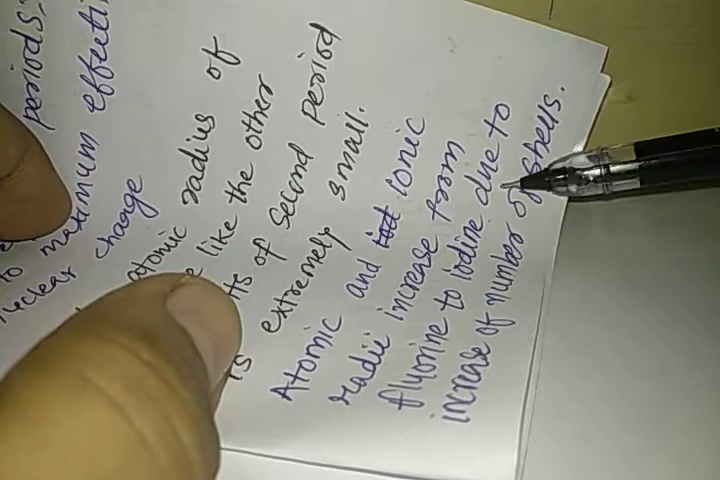 periods,
to maximum effecti
nuclear charge
atomic radius of
like the other
of second period
is extremely small.
Atomic and ionic
radii increase from
fluorine to iodine due to
increase of number of shells.